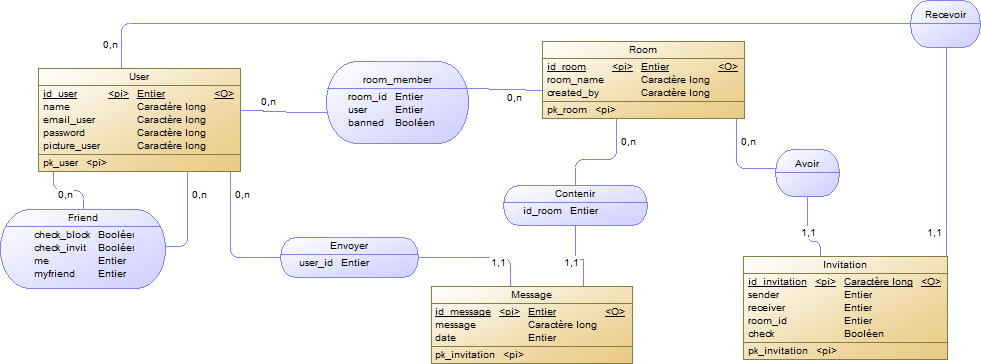 Recevoir
0,n
User
id_user <pi> Entier <O>
name Caractère long
email_user Caractère long
password Caractère long
picture_user Caractère long
pk_user <pi>
0,n
room_member
room_id Entier
user Entier
banned Booléen
0,n
Room
id_room <pi> Entier <O>
room_name Caractère long
created_by Caractère long
pk_room <pi>
0,n
0,n
Avoir
0,n
0,n
0,n
Contenir
id_room Entier
Friend
check_block Booléen
check_invit Booléen
me Entier
myfriend Entier
Envoyer
user_id Entier
1,1
1,1
1,1
1,1
Message
id_message <pi> Entier <O>
message Caractère long
date Entier
pk_invitation <pi>
Invitation
id_invitation <pi> Caractère long <O>
sender Entier
receiver Entier
room_id Entier
check Booléen
pk_invitation <pi>